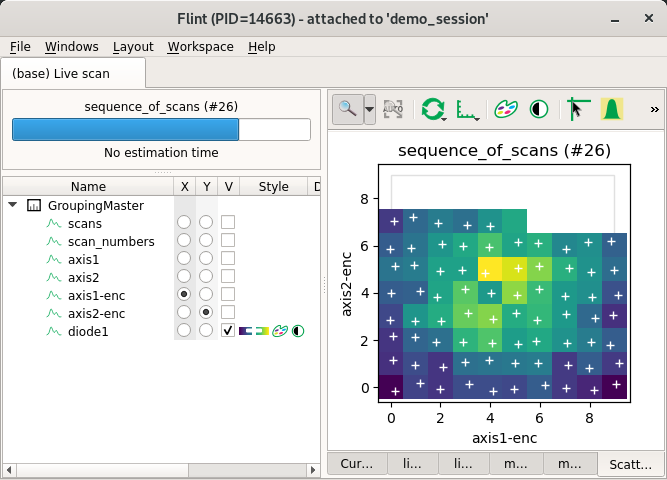 Flint (PID=14663) - attached to 'demo_session'
File Windows Layout Workspace Help
(base) Live scan
sequence_of_scans (#26)
No estimation time
Name X Y V Style D
GroupingMaster
scans
scan_numbers
axis1
axis2
axis1-enc
axis2-enc
diode1
AUTO
»
sequence_of_scans (#26)
axis2-enc
8
6
4
2
0
0 2 4 6 8
axis1-enc
Cur... li... li... m... m... Scatt...